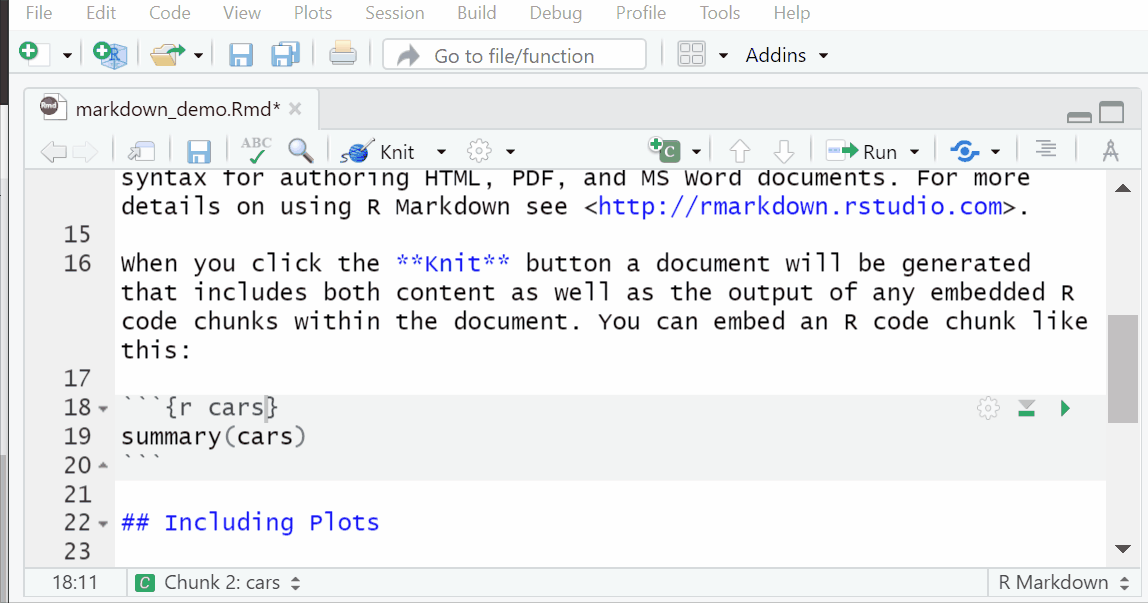 File Edit Code View Plots Session Build Debug Profile Tools Help
Go to file/function Addins
Rmd markdown_demo.Rmd*
ABC Knit C Run
syntax for authoring HTML, PDF, and MS Word documents. For more
details on using R Markdown see <http://rmarkdown.rstudio.com>.
15
16 When you click the **Knit** button a document will be generated
that includes both content as well as the output of any embedded R
code chunks within the document. You can embed an R code chunk like
this:
17
18 ```{r cars}
19 summary(cars)
20 ```
21
22 ## Including Plots
23
18:11 C Chunk 2: cars R Markdown